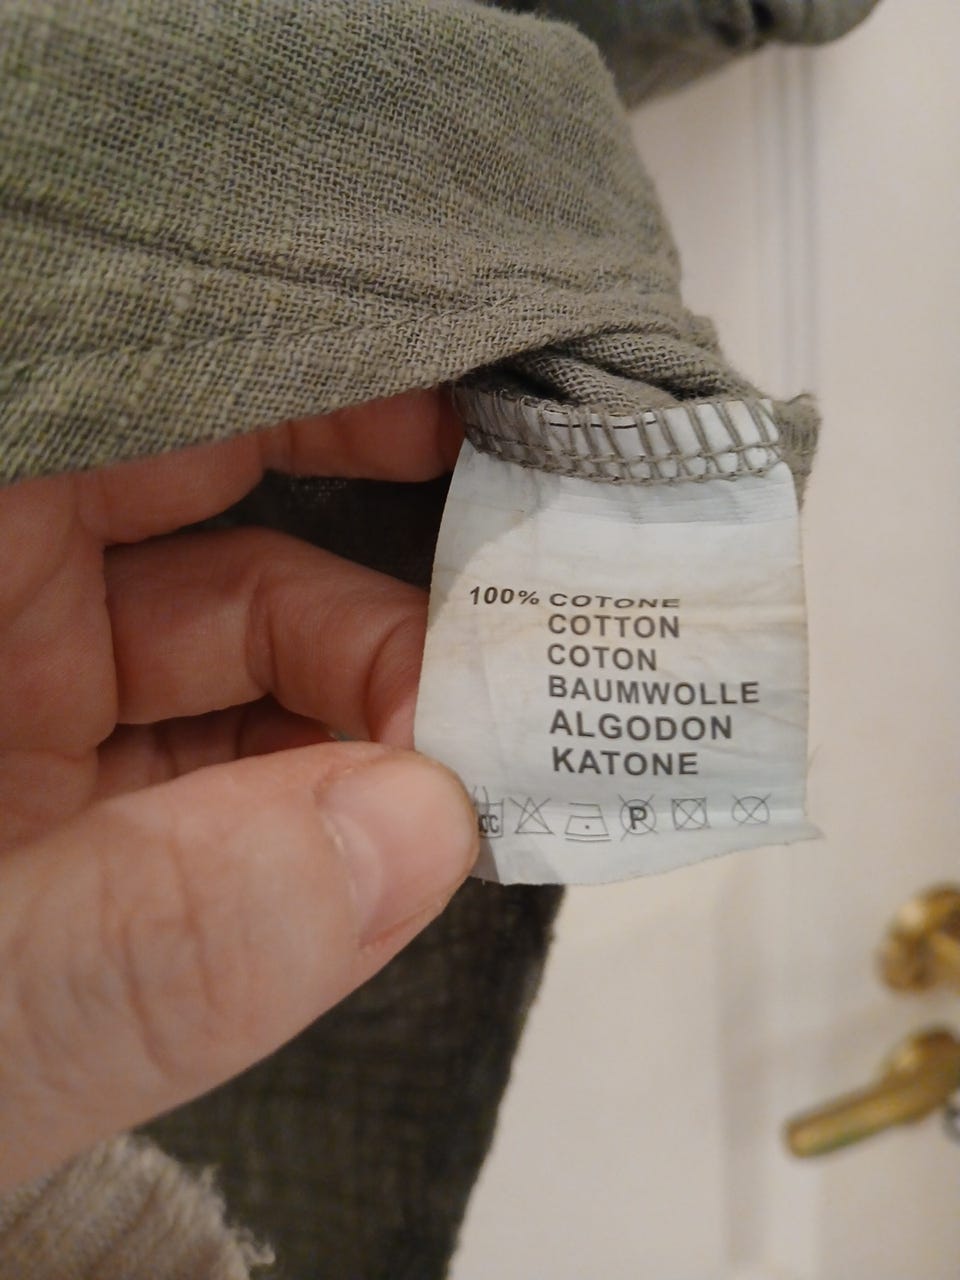 100% COTONE
COTTON
COTON
BAUMWOLLE
ALGODON
KATONE
P